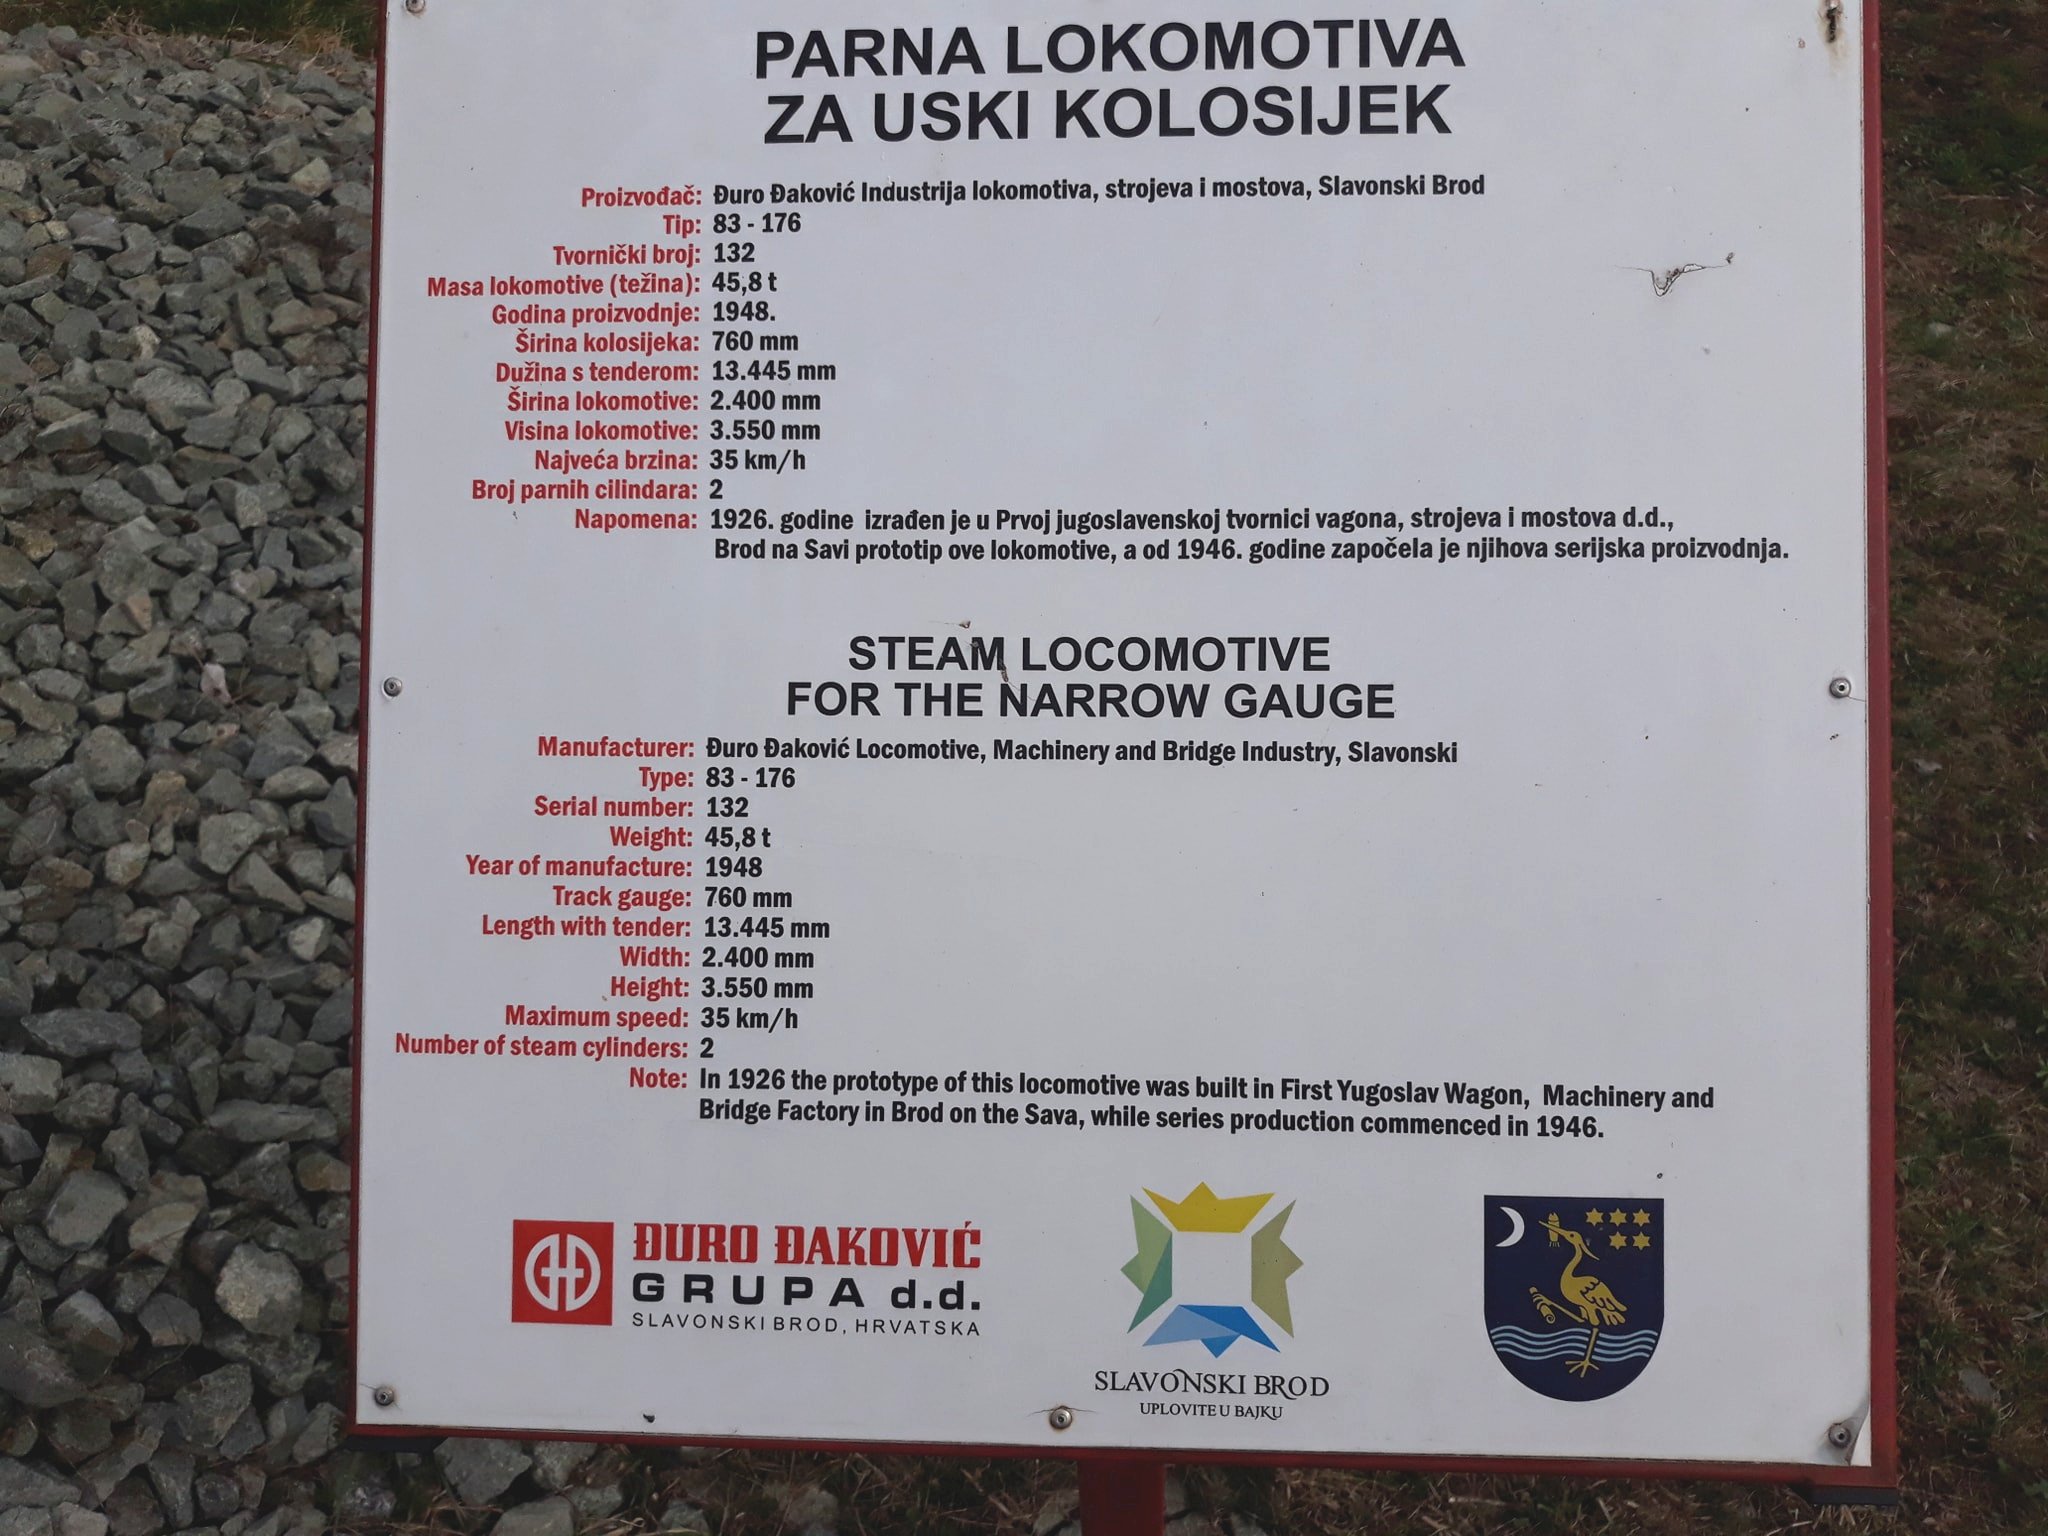 PARNA LOKOMOTIVA
ZA USKI KOLOSIJEK
Proizvođač: Đuro Đaković Industrija lokomotiva, strojeva i mostova, Slavonski Brod
Tip: 83 - 176
Tvornički broj: 132
Masa lokomotive (težina): 45,8 t
Godina proizvodnje: 1948.
Širina kolosijeka: 760 mm
Dužina s tenderom: 13.445 mm
Širina lokomotive: 2.400 mm
Visina lokomotive: 3.550 mm
Najveća brzina: 35 km/h
Broj parnih cilindara: 2
Napomena: 1926. godine izrađen je u Prvoj jugoslavenskoj tvornici vagona, strojeva i mostova d.d.,
Brod na Savi prototip ove lokomotive, a od 1946. godine započela je njihova serijska proizvodnja.
STEAM LOCOMOTIVE
FOR THE NARROW GAUGE
Manufacturer: Đuro Đaković Locomotive, Machinery and Bridge Industry, Slavonski
Type: 83 - 176
Serial number: 132
Weight: 45,8 t
Year of manufacture: 1948
Track gauge: 760 mm
Length with tender: 13.445 mm
Width: 2.400 mm
Height: 3.550 mm
Maximum speed: 35 km/h
Number of steam cylinders: 2
Note: In 1926 the prototype of this locomotive was built in First Yugoslav Wagon, Machinery and
Bridge Factory in Brod on the Sava, while series production commenced in 1946.
ĐURO ĐAKOVIĆ
GRUPA d.d.
SLAVONSKI BROD, HRVATSKA
SLAVONSKI BROD
UPLOVITE U BAJKU